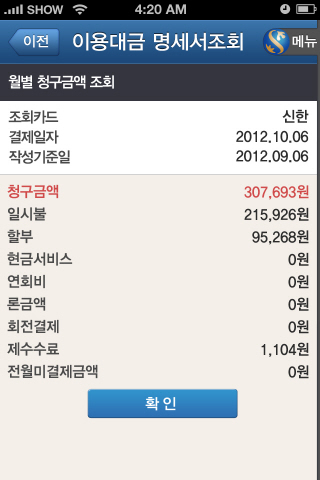 SHOW 4:20 AM
이전 이용대금 명세서조회 메뉴
월별 청구금액 조회
조회카드 신한
결제일자 2012.10.06
작성기준일 2012.09.06
청구금액 307,693원
일시불 215,926원
할부 95,268원
현금서비스 0원
연회비 0원
론금액 0원
회전결제 0원
제수수료 1,104원
전월미결제금액 0원
확인